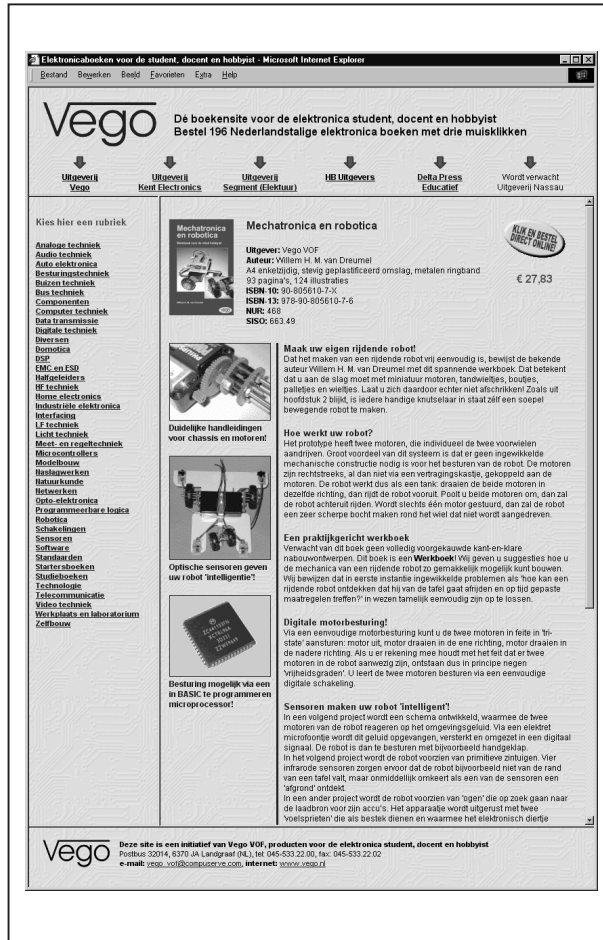 Elektronicaboeken voor de student, docent en hobbyist - Microsoft Internet Explorer
Bestand Bewerken Beeld Favorieten Extra Help
Vego
Dé boekensite voor de elektronica student, docent en hobbyist
Bestel 196 Nederlandstalige elektronica boeken met drie muisklikken
Uitgeverij
Vego
Uitgeverij
Kent Electronics
Uitgeverij
Segment (Elektuur)
HB Uitgevers
Delta Press
Educatief
Wordt verwacht
Uitgeverij Nassau
Kies hier een rubriek
Analoge techniek
Audio techniek
Auto elektronica
Besturingstechniek
Buizen techniek
Bus techniek
Componenten
Computer techniek
Data transmissie
Digitale techniek
Diversen
Domotica
DSP
EMC en ESD
Halfgeleiders
HF techniek
Home electronics
Industriële elektronica
Interfacing
LF techniek
Licht techniek
Meet- en regeltechniek
Microcontrollers
Modelbouw
Naslagwerken
Natuurkunde
Netwerken
Opto-elektronica
Programmeerbare logica
Robotica
Schakelingen
Sensoren
Software
Standaarden
Startersboeken
Studieboeken
Technologie
Telecommunicatie
Video techniek
Werkplaats en laboratorium
Zelfbouw
Mechatronica
en robotica
Mechatronica en robotica
Uitgever: Vego VOF
Auteur: Willem H. M. van Dreumel
A4 enkelzijdig, stevig geplastificeerd omslag, metalen ringband
93 pagina's, 124 illustraties
ISBN-10: 90-805610-7-X
ISBN-13: 978-90-805610-7-6
NUR: 468
SISO: 663.49
KLIK EN BESTEL
DIRECT ONLINE!
€ 27,83
Duidelijke handleidingen
voor chassis en motoren!
Optische sensoren geven
uw robot 'intelligentie'!
Besturing mogelijk via een
in BASIC te programmeren
microprocessor!
Maak uw eigen rijdende robot!
Dat het maken van een rijdende robot vrij eenvoudig is, bewijst de bekende
auteur Willem H. M. van Dreumel met dit spannende werkboek. Dat betekent
dat u aan de slag moet met miniatuur motoren, tandwieltjes, boutjes,
palletjes en wieltjes. Laat u zich daardoor echter niet afschrikken! Zoals uit
hoofdstuk 2 blijkt, is iedere handige knutselaar in staat zélf een soepel
bewegende robot te maken.
Hoe werkt uw robot?
Het prototype heeft twee motoren, die individueel de twee voorwielen
aandrijven. Groot voordeel van dit systeem is dat er geen ingewikkelde
mechanische constructie nodig is voor het besturen van de robot. De motoren
zijn rechtstreeks, al dan niet via een vertragingskastje, gekoppeld aan de
motoren. De robot werkt dus als een tank: draaien de beide motoren in
dezelfde richting, dan rijdt de robot vooruit. Poolt u beide motoren om, dan zal
de robot achteruit rijden. Wordt slechts één motor gestuurd, dan zal de robot
een zeer scherpe bocht maken rond het wiel dat niet wordt aangedreven.
Een praktijkgericht werkboek
Verwacht van dit boek geen volledig voorgekauwde kant-en-klare
nabouwontwerpen. Dit boek is een Werkboek! Wij geven u suggesties hoe u
de mechanica van een rijdende robot zo gemakkelijk mogelijk kunt bouwen.
Wij bewijzen dat in eerste instantie ingewikkelde problemen als 'hoe kan een
rijdende robot ontdekken dat hij van de tafel gaat afrijden en op tijd gepaste
maatregelen treffen?' in wezen tamelijk eenvoudig zijn op te lossen.
Digitale motorbesturing!
Via een eenvoudige motorbesturing kunt u de twee motoren in feite in 'tri-
state' aansturen: motor uit, motor draaien in de ene richting, motor draaien in
de nadere richting. Als u er rekening mee houdt met het feit dat er twee
motoren in de robot aanwezig zijn, ontstaan dus in principe negen
'vrijheidsgraden'. U leert de twee motoren besturen via een eenvoudige
digitale schakeling.
Sensoren maken uw robot 'intelligent'!
In een volgend project wordt een schema ontwikkeld, waarmee de twee
motoren van de robot reageren op het omgevingsgeluid. Via een elektret
microfoontje wordt dit geluid opgevangen, versterkt en omgezet in een digitaal
signaal. De robot is dan te besturen met bijvoorbeeld handgeklap.
In het volgend project wordt de robot voorzien van primitieve zintuigen. Vier
infrarode sensoren zorgen ervoor dat de robot bijvoorbeeld niet van de rand
van een tafel valt, maar onmiddellijk omkeert als een van de sensoren een
'afgrond' ontdekt.
In een ander project wordt de robot voorzien van 'ogen' die op zoek gaan naar
de laadbron voor zijn accu's. Het apparaatje wordt uitgerust met twee
'voelsprieten' die als bestek dienen en waarmee het elektronisch diertje
Vego
Deze site is een initiatief van Vego VOF, producten voor de elektronica student, docent en hobbyist
Postbus 32014, 6370 JA Landgraaf (NL), tel: 045-533.22.00, fax: 045-533.22.02
e-mail: vego_vof@compuserve.com, internet: www.vego.nl